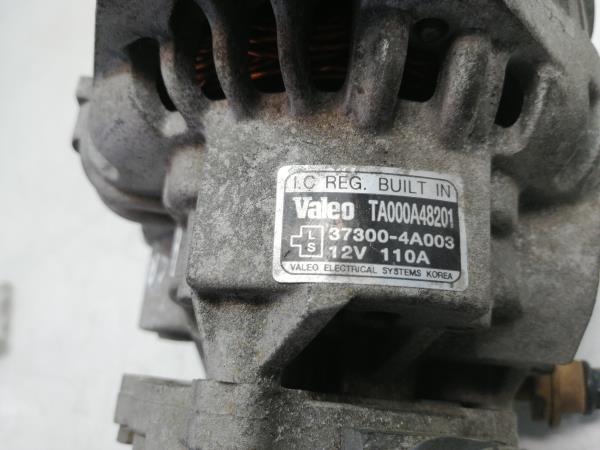 I.C REG. BUILT IN
Valeo TA000A48201
L S 37300-4A003
12V 110A
VALEO ELECTRICAL SYSTEMS KOREA